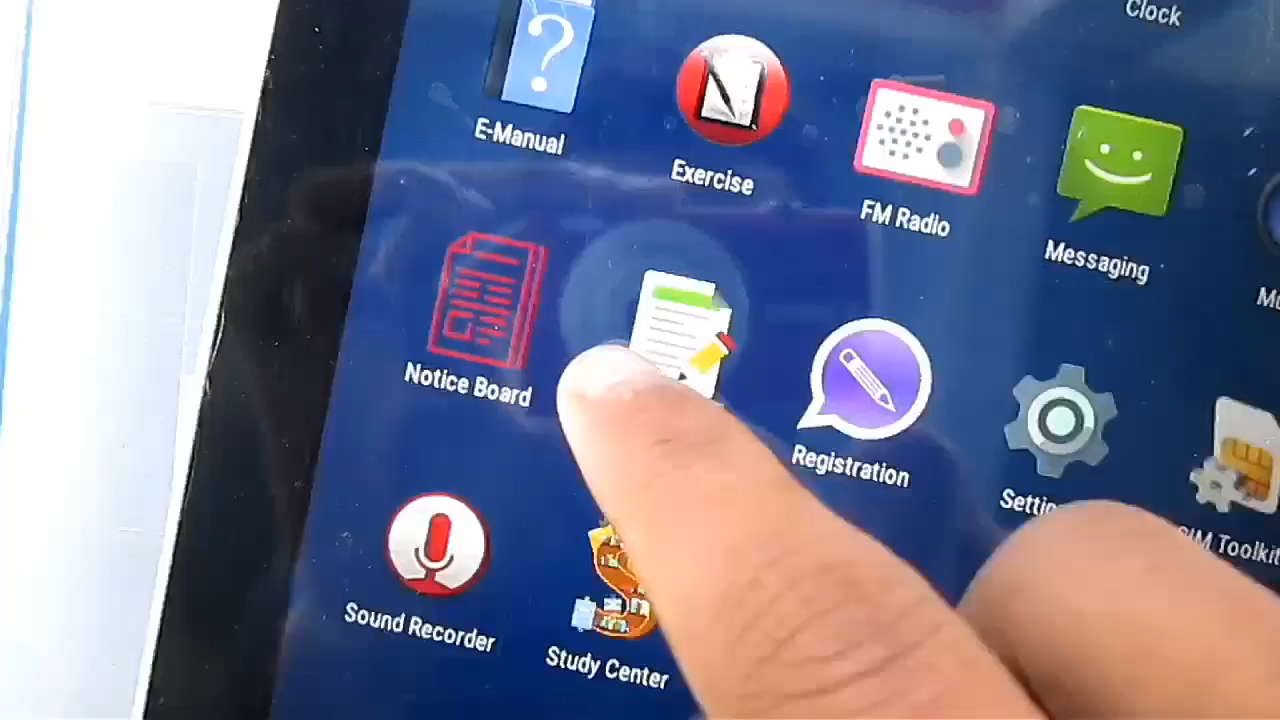 Clock
E-Manual
Exercise
FM Radio
Messaging
Notice Board
Registration
Sound Recorder
Study Center
SIM Toolkit